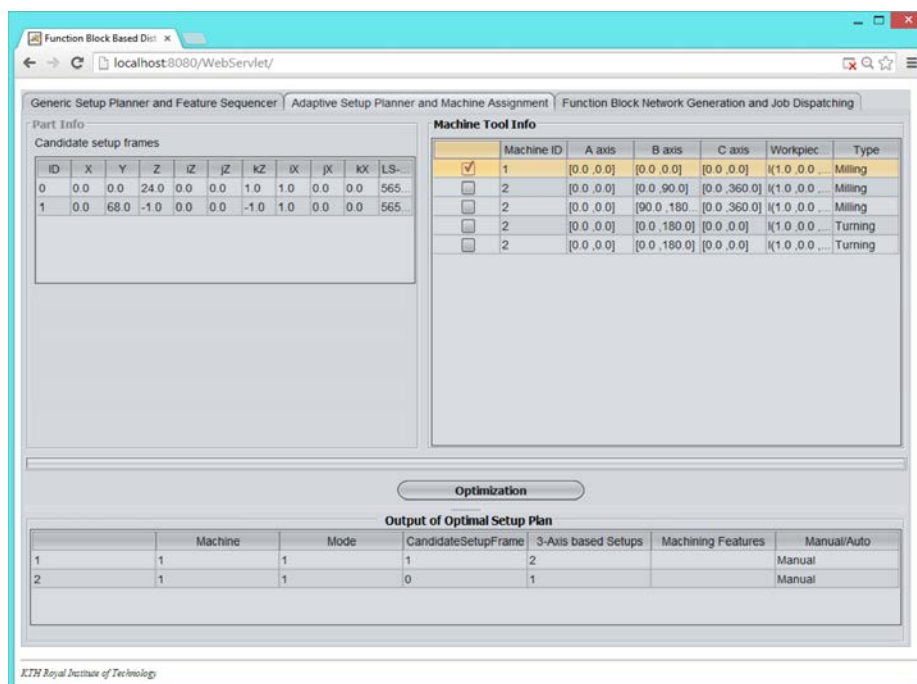 Function Block Based Dist
localhost:8080/WebServlet/
Generic Setup Planner and Feature Sequencer Adaptive Setup Planner and Machine Assignment Function Block Network Generation and Job Dispatching
Part Info
Candidate setup frames
ID X Y Z iZ jZ kZ iX jX kX LS-...
0 0.0 0.0 24.0 0.0 0.0 1.0 1.0 0.0 0.0 565...
1 0.0 68.0 -1.0 0.0 0.0 -1.0 1.0 0.0 0.0 565...
Machine Tool Info
Machine ID A axis B axis C axis Workpiec... Type
1 [0.0 ,0.0] [0.0 ,0.0] [0.0 ,0.0] I(1.0 ,0.0 ,... Milling
2 [0.0 ,0.0] [0.0 ,90.0] [0.0 ,360.0] I(1.0 ,0.0 ,... Milling
2 [0.0 ,0.0] [90.0 ,180... [0.0 ,360.0] I(1.0 ,0.0 ,... Milling
2 [0.0 ,0.0] [0.0 ,180.0] [0.0 ,0.0] I(1.0 ,0.0 ,... Turning
2 [0.0 ,0.0] [0.0 ,180.0] [0.0 ,0.0] I(1.0 ,0.0 ,... Turning
Optimization
Output of Optimal Setup Plan
Machine Mode CandidateSetupFrame 3-Axis based Setups Machining Features Manual/Auto
1 1 1 1 2 Manual
2 1 1 0 1 Manual
KTH Royal Institute of Technology